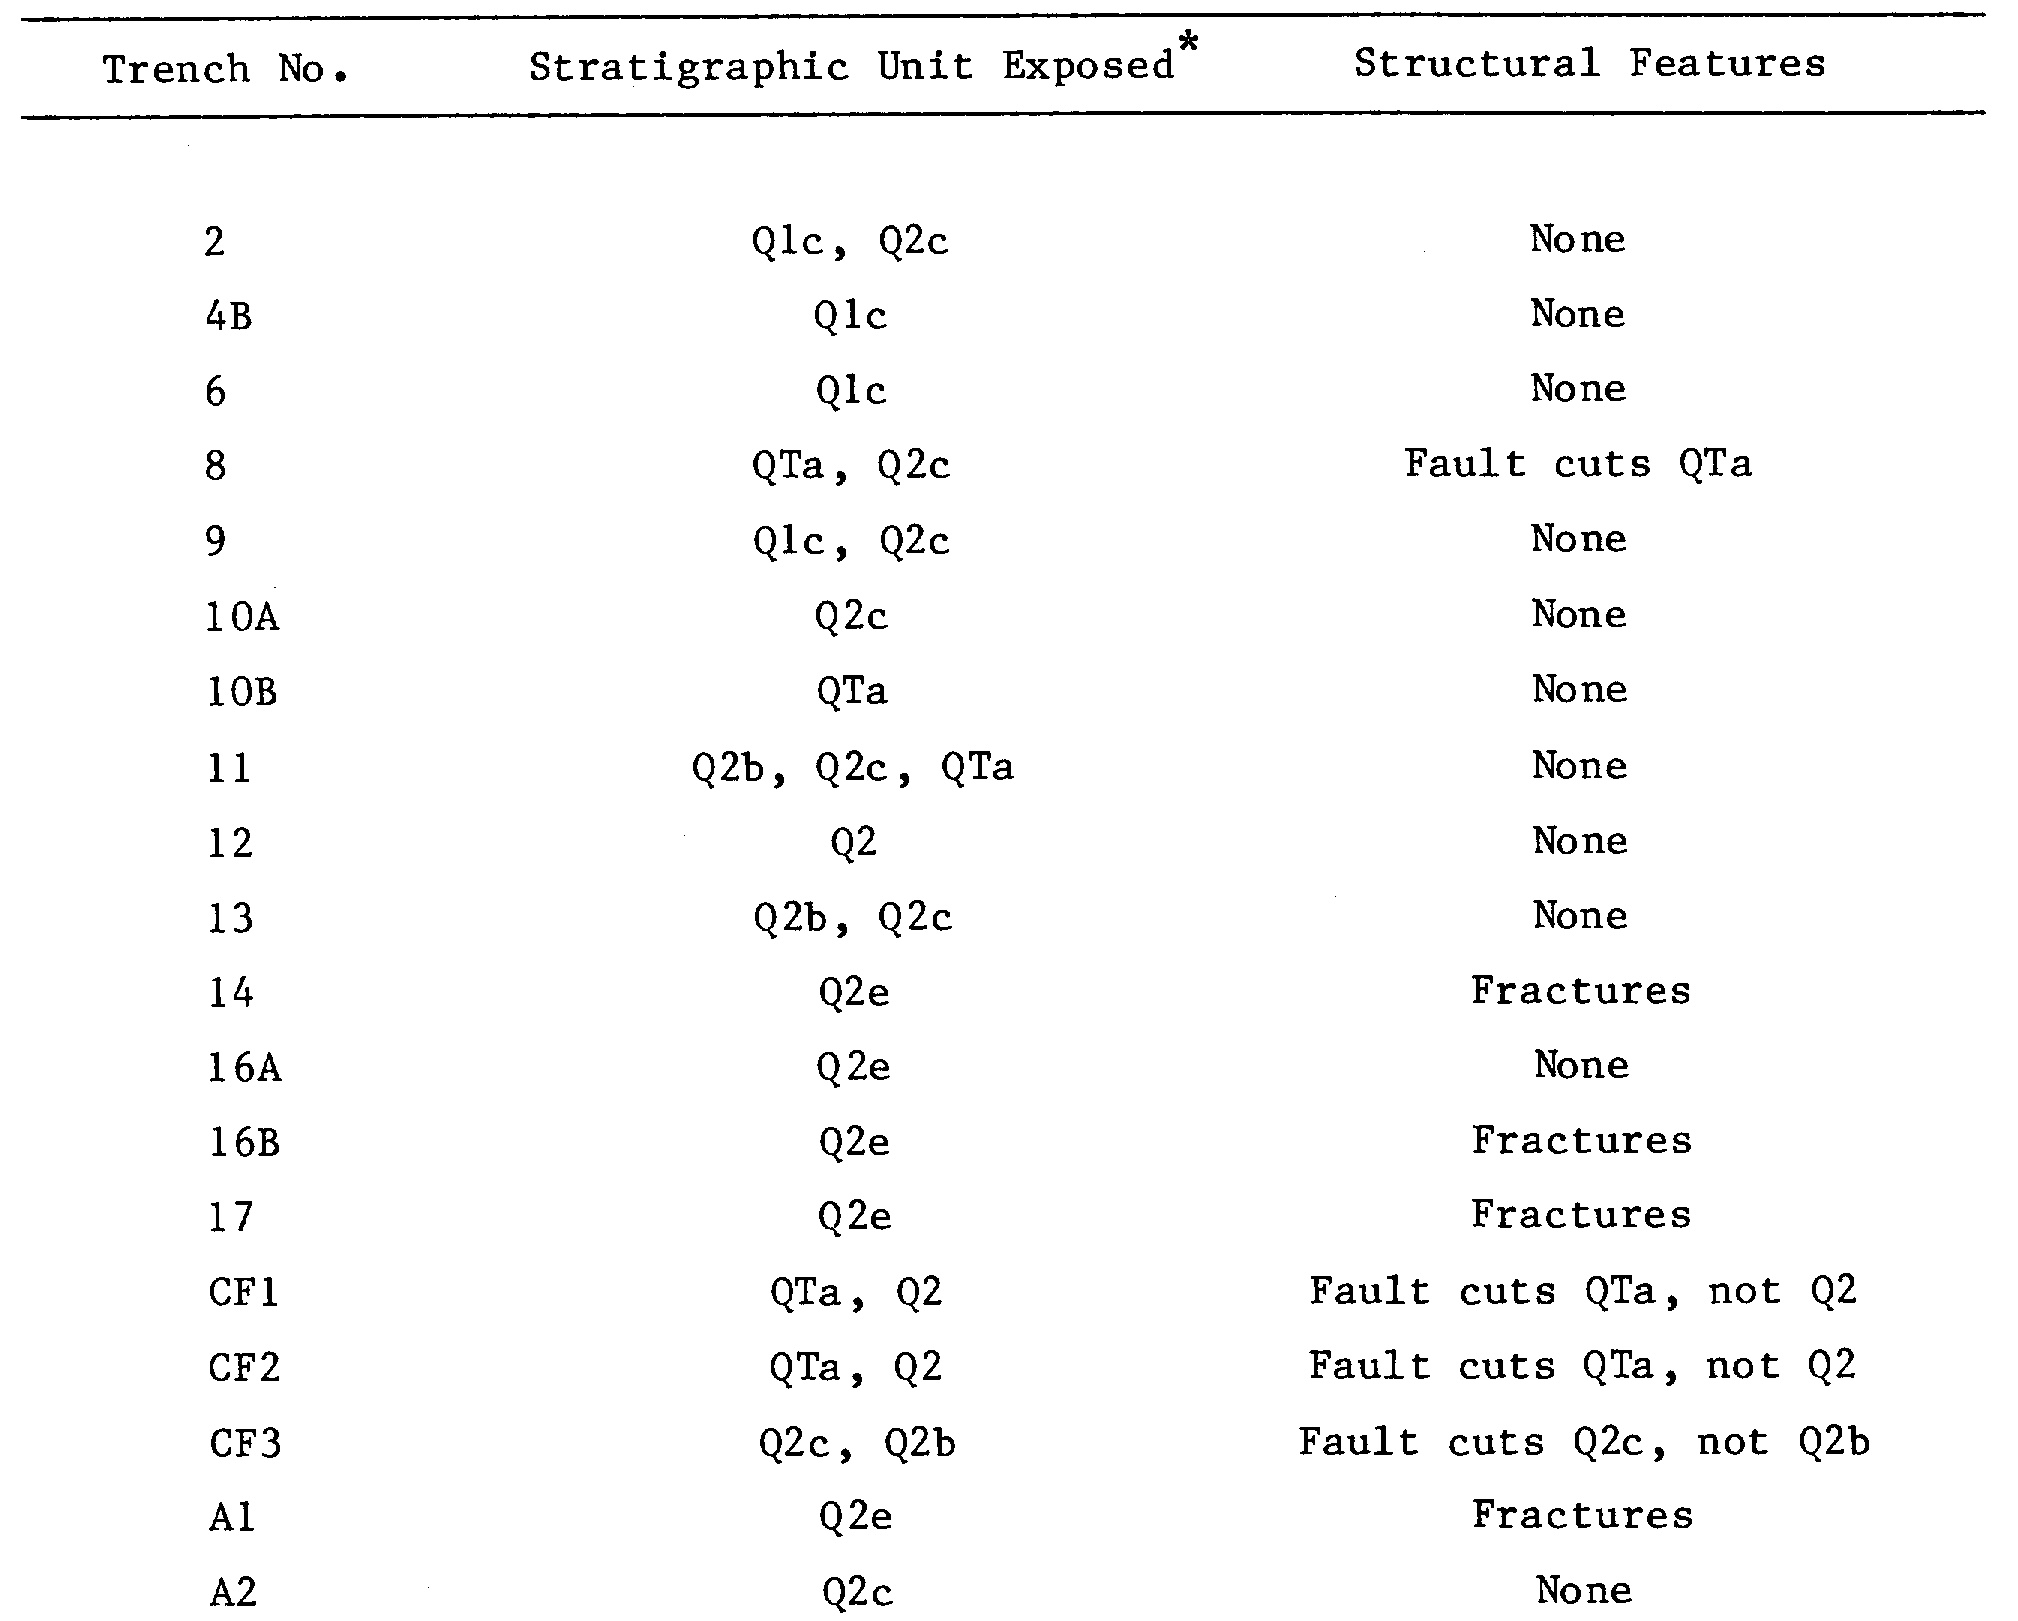 Trench No. Stratigraphic Unit Exposed* Structural Features
2 Q1c, Q2c None
4B Q1c None
6 Q1c None
8 QTa, Q2c Fault cuts QTa
9 Q1c, Q2c None
10A Q2c None
10B QTa None
11 Q2b, Q2c, QTa None
12 Q2 None
13 Q2b, Q2c None
14 Q2e Fractures
16A Q2e None
16B Q2e Fractures
17 Q2e Fractures
CF1 QTa, Q2 Fault cuts QTa, not Q2
CF2 QTa, Q2 Fault cuts QTa, not Q2
CF3 Q2c, Q2b Fault cuts Q2c, not Q2b
A1 Q2e Fractures
A2 Q2c None